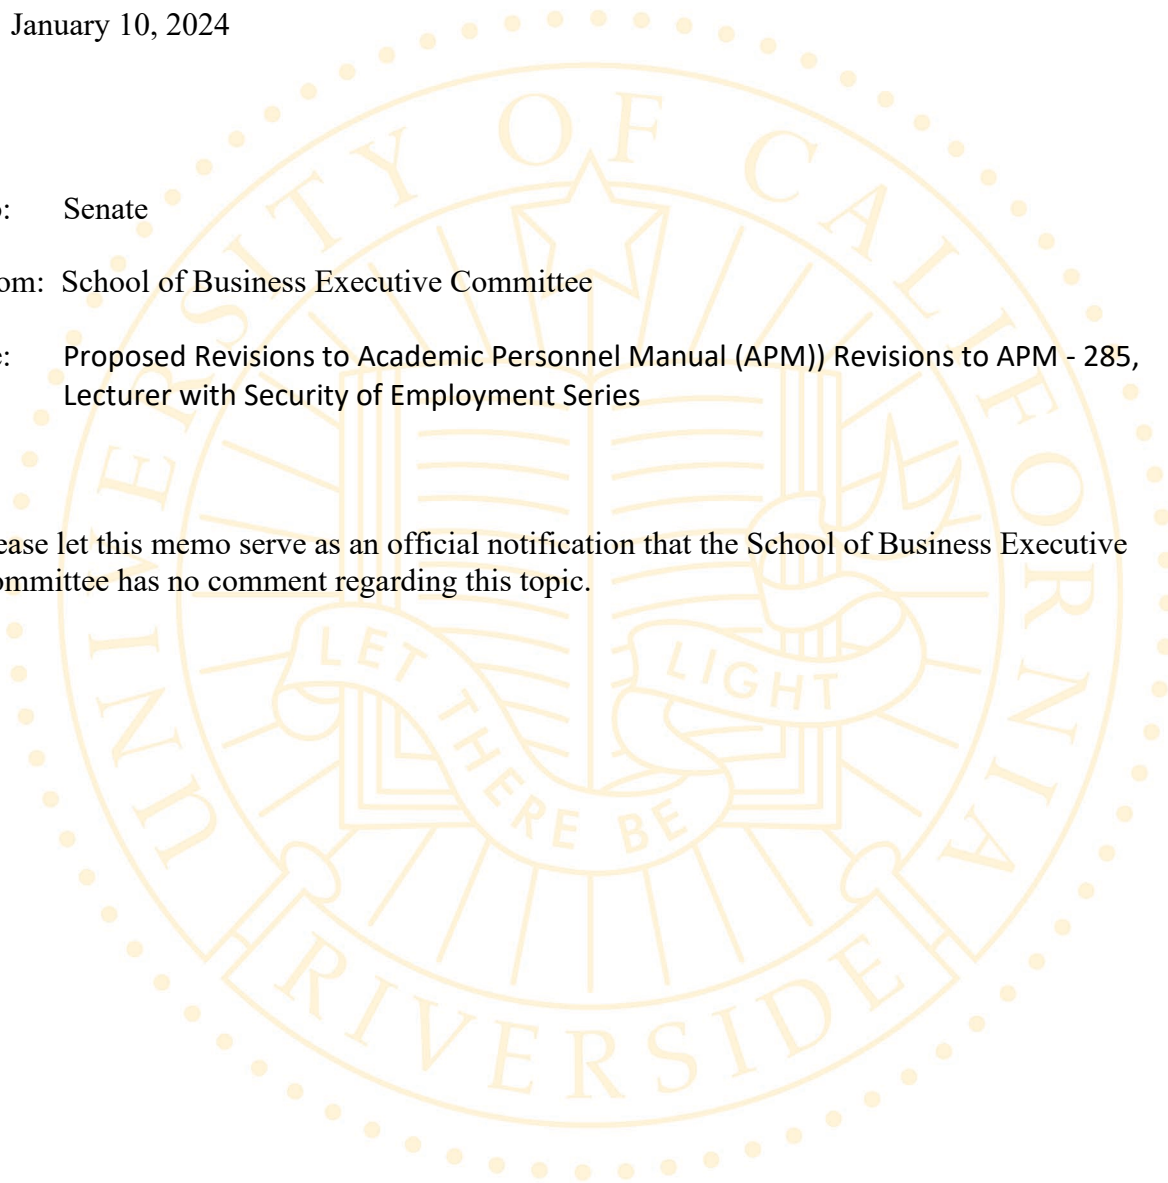 January 10, 2024
o: Senate
om: School of Business Executive Committee
e: Proposed Revisions to Academic Personnel Manual (APM)) Revisions to APM - 285,
Lecturer with Security of Employment Series
ease let this memo serve as an official notification that the School of Business Executive
ommittee has no comment regarding this topic.
UNIVERSITY OF CALIFORNIA
LET THERE BE LIGHT
RIVERSIDE